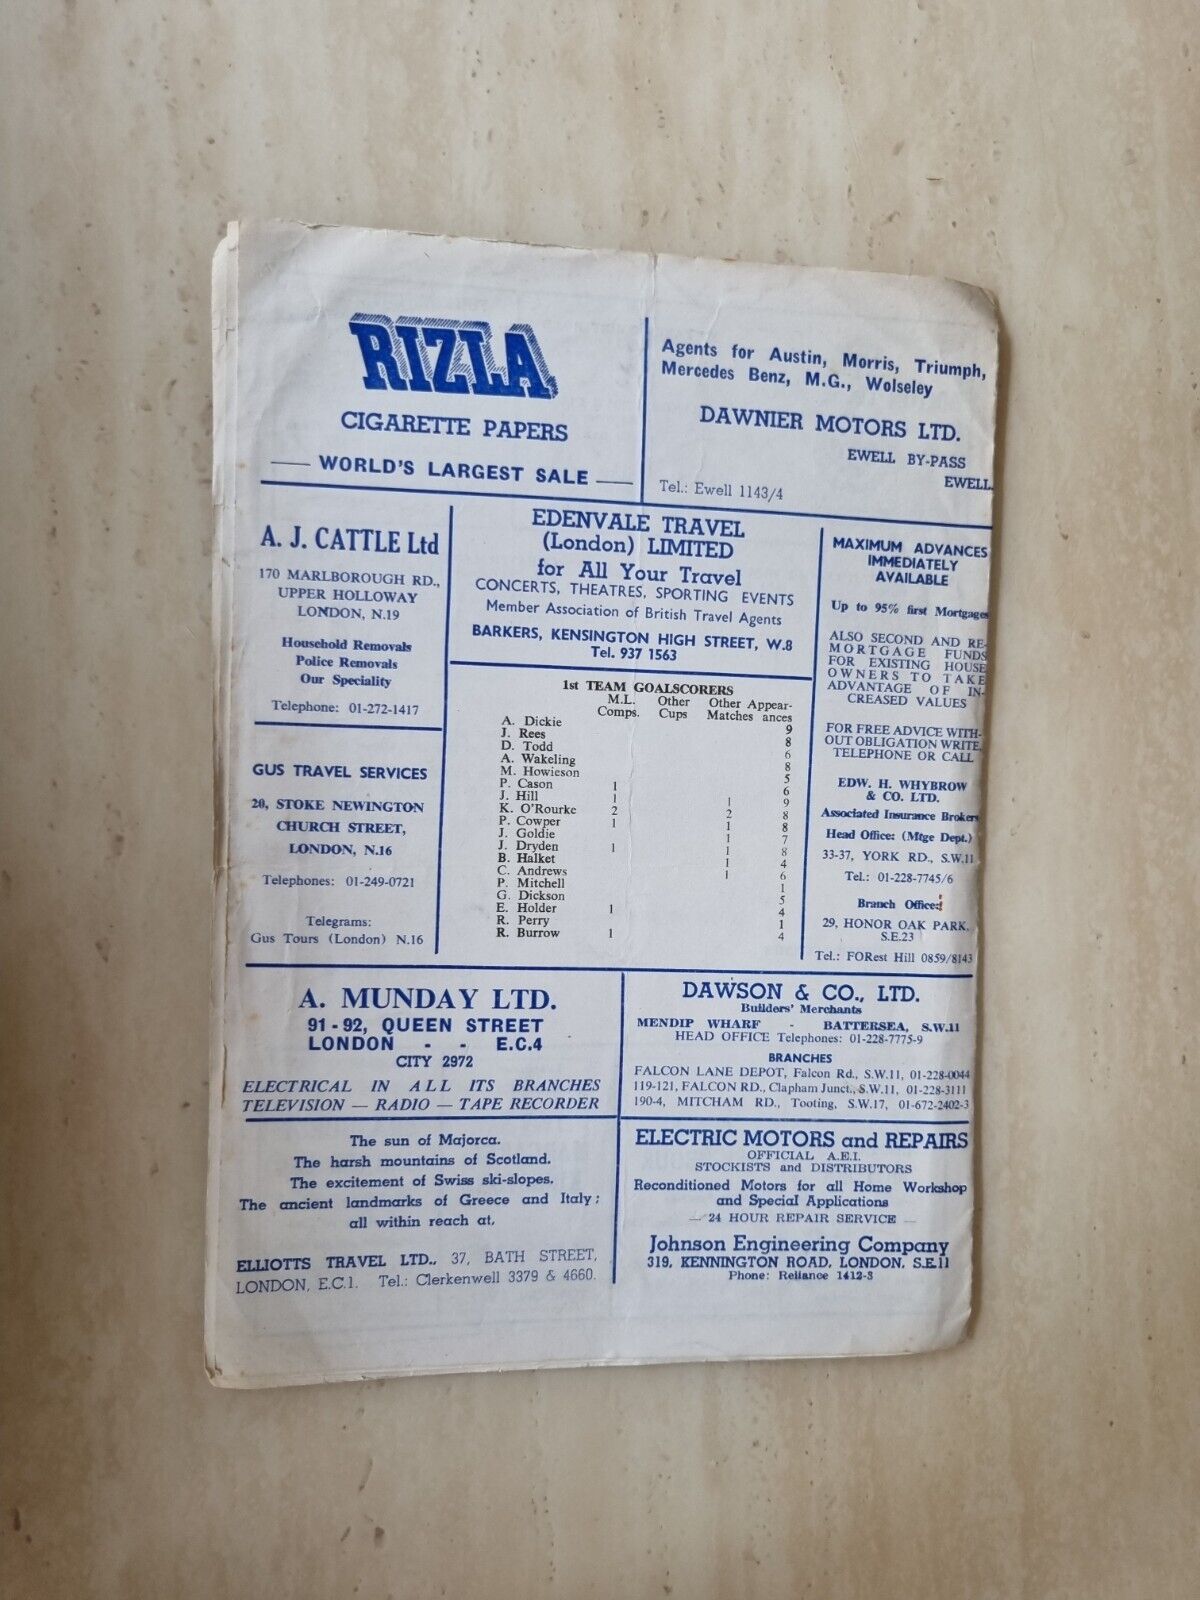 RIZLA.
CIGARETTE PAPERS
WORLD'S LARGEST SALE
Agents for Austin, Morris, Triumph,
Mercedes Benz, M.G., Wolseley
DAWNIER MOTORS LTD.
EWELL BY-PASS
EWELL.
Tel.: Ewell 1143/4
A. J. CATTLE Ltd
170 MARLBOROUGH RD.,
UPPER HOLLOWAY
LONDON, N.19
Household Removals
Police Removals
Our Speciality
Telephone: 01-272-1417
GUS TRAVEL SERVICES
20, STOKE NEWINGTON
CHURCH STREET,
LONDON, N.16
Telephones: 01-249-0721
Telegrams:
Gus Tours (London) N.16
EDENVALE TRAVEL
(London) LIMITED
for All Your Travel
CONCERTS, THEATRES, SPORTING EVENTS
Member Association of British Travel Agents
BARKERS, KENSINGTON HIGH STREET, W.8
Tel. 937 1563
1st TEAM GOALSCORERS
M.L. Other Other Appear-
Comps. Cups Matches ances
A. Dickie 9
J. Rees 8
D. Todd 6
A. Wakeling 8
M. Howieson 5
P. Cason 1 6
J. Hill 1 1 9
K. O'Rourke 2 2 8
P. Cowper 1 1 8
J. Goldie 1 7
J. Dryden 1 1 8
B. Halket 1 4
C. Andrews 1 6
P. Mitchell 1
G. Dickson 5
E. Holder 1 4
R. Perry 1
R. Burrow 1 4
MAXIMUM ADVANCES
IMMEDIATELY
AVAILABLE
Up to 95% first Mortgages
ALSO SECOND AND RE-
MORTGAGE FUNDS
FOR EXISTING HOUSE
OWNERS TO TAKE
ADVANTAGE OF IN-
CREASED VALUES
FOR FREE ADVICE WITH-
OUT OBLIGATION WRITE,
TELEPHONE OR CALL
EDW. H. WHYBROW
& CO. LTD.
Associated Insurance Brokers
Head Office: (Mtge Dept.)
33-37, YORK RD., S.W.11
Tel.: 01-228-7745/6
Branch Office:
29, HONOR OAK PARK,
S.E.23
Tel.: FORest Hill 0859/8143
A. MUNDAY LTD.
91-92, QUEEN STREET
LONDON - - E.C.4
CITY 2972
ELECTRICAL IN ALL ITS BRANCHES
TELEVISION — RADIO — TAPE RECORDER
DAWSON & CO., LTD.
Builders' Merchants
MENDIP WHARF - BATTERSEA, S.W.11
HEAD OFFICE Telephones: 01-228-7775-9
BRANCHES
FALCON LANE DEPOT, Falcon Rd., S.W.11, 01-228-0044
119-121, FALCON RD., Clapham Junct., S.W.11, 01-228-3111
190-4, MITCHAM RD., Tooting, S.W.17, 01-672-2402-3
The sun of Majorca.
The harsh mountains of Scotland.
The excitement of Swiss ski-slopes.
The ancient landmarks of Greece and Italy;
all within reach at,
ELLIOTTS TRAVEL LTD., 37, BATH STREET,
LONDON, E.C.1. Tel.: Clerkenwell 3379 & 4660.
ELECTRIC MOTORS and REPAIRS
OFFICIAL A.E.I.
STOCKISTS and DISTRIBUTORS
Reconditioned Motors for all Home Workshop
and Special Applications
— 24 HOUR REPAIR SERVICE —
Johnson Engineering Company
319, KENNINGTON ROAD, LONDON, S.E.11
Phone: Reliance 1412-3